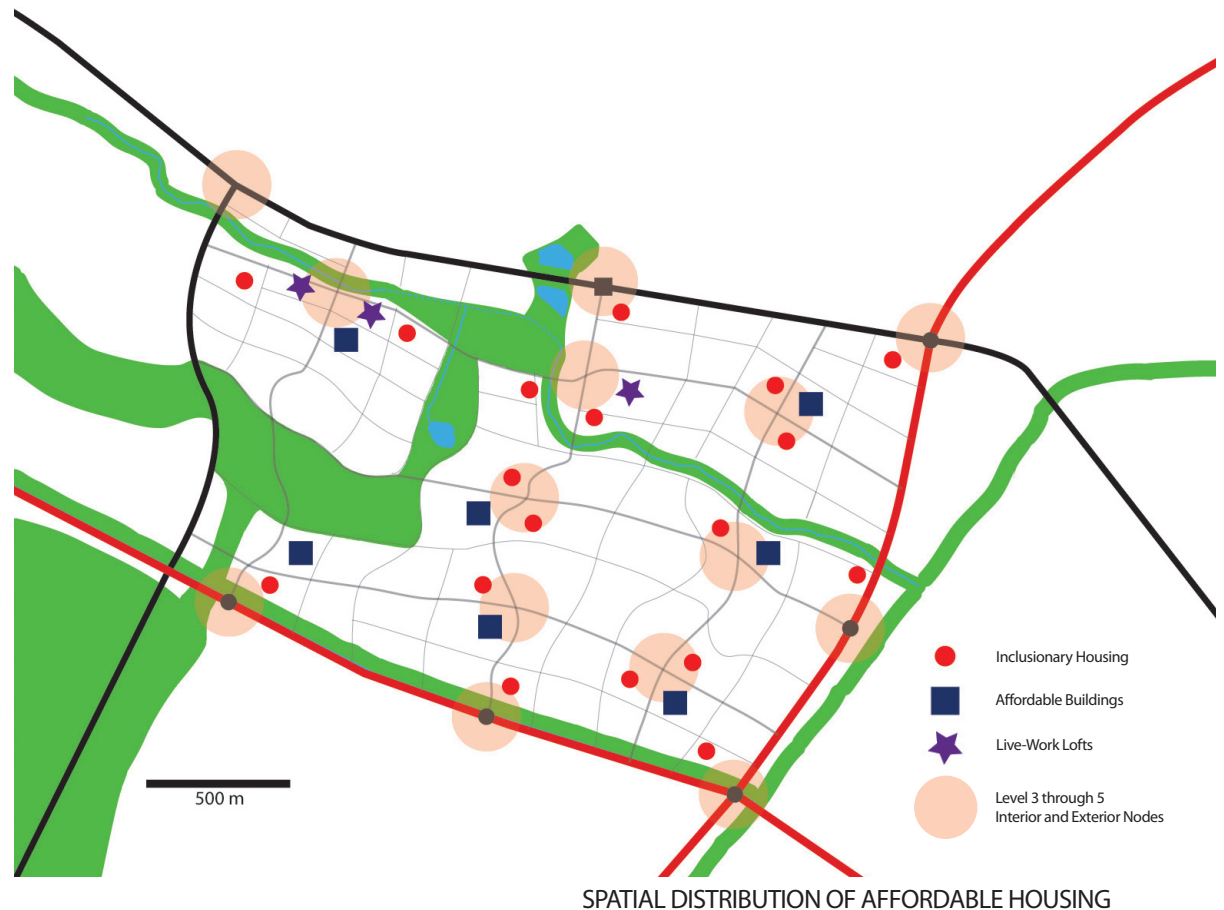 Inclusionary Housing
Affordable Buildings
Live-Work Lofts
Level 3 through 5
Interior and Exterior Nodes
500 m
SPATIAL DISTRIBUTION OF AFFORDABLE HOUSING